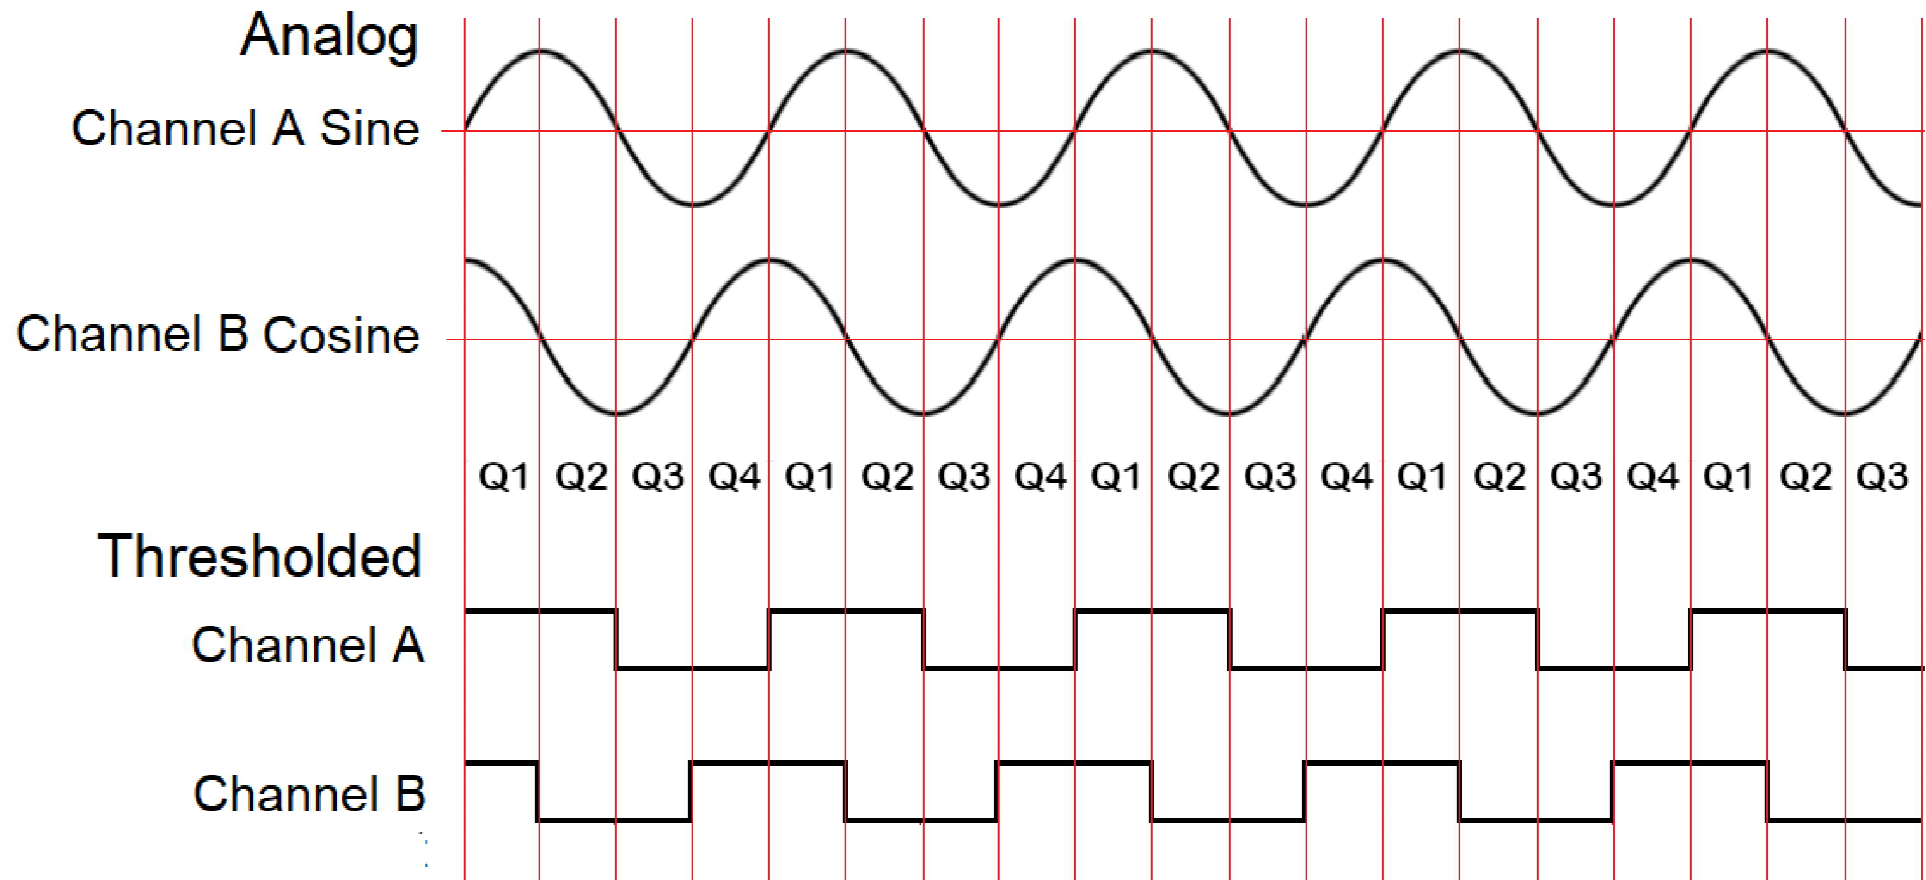 Analog
Channel A Sine
Channel B Cosine
Q1 Q2 Q3 Q4 Q1 Q2 Q3 Q4 Q1 Q2 Q3 Q4 Q1 Q2 Q3 Q4 Q1 Q2 Q3
Thresholded
Channel A
Channel B